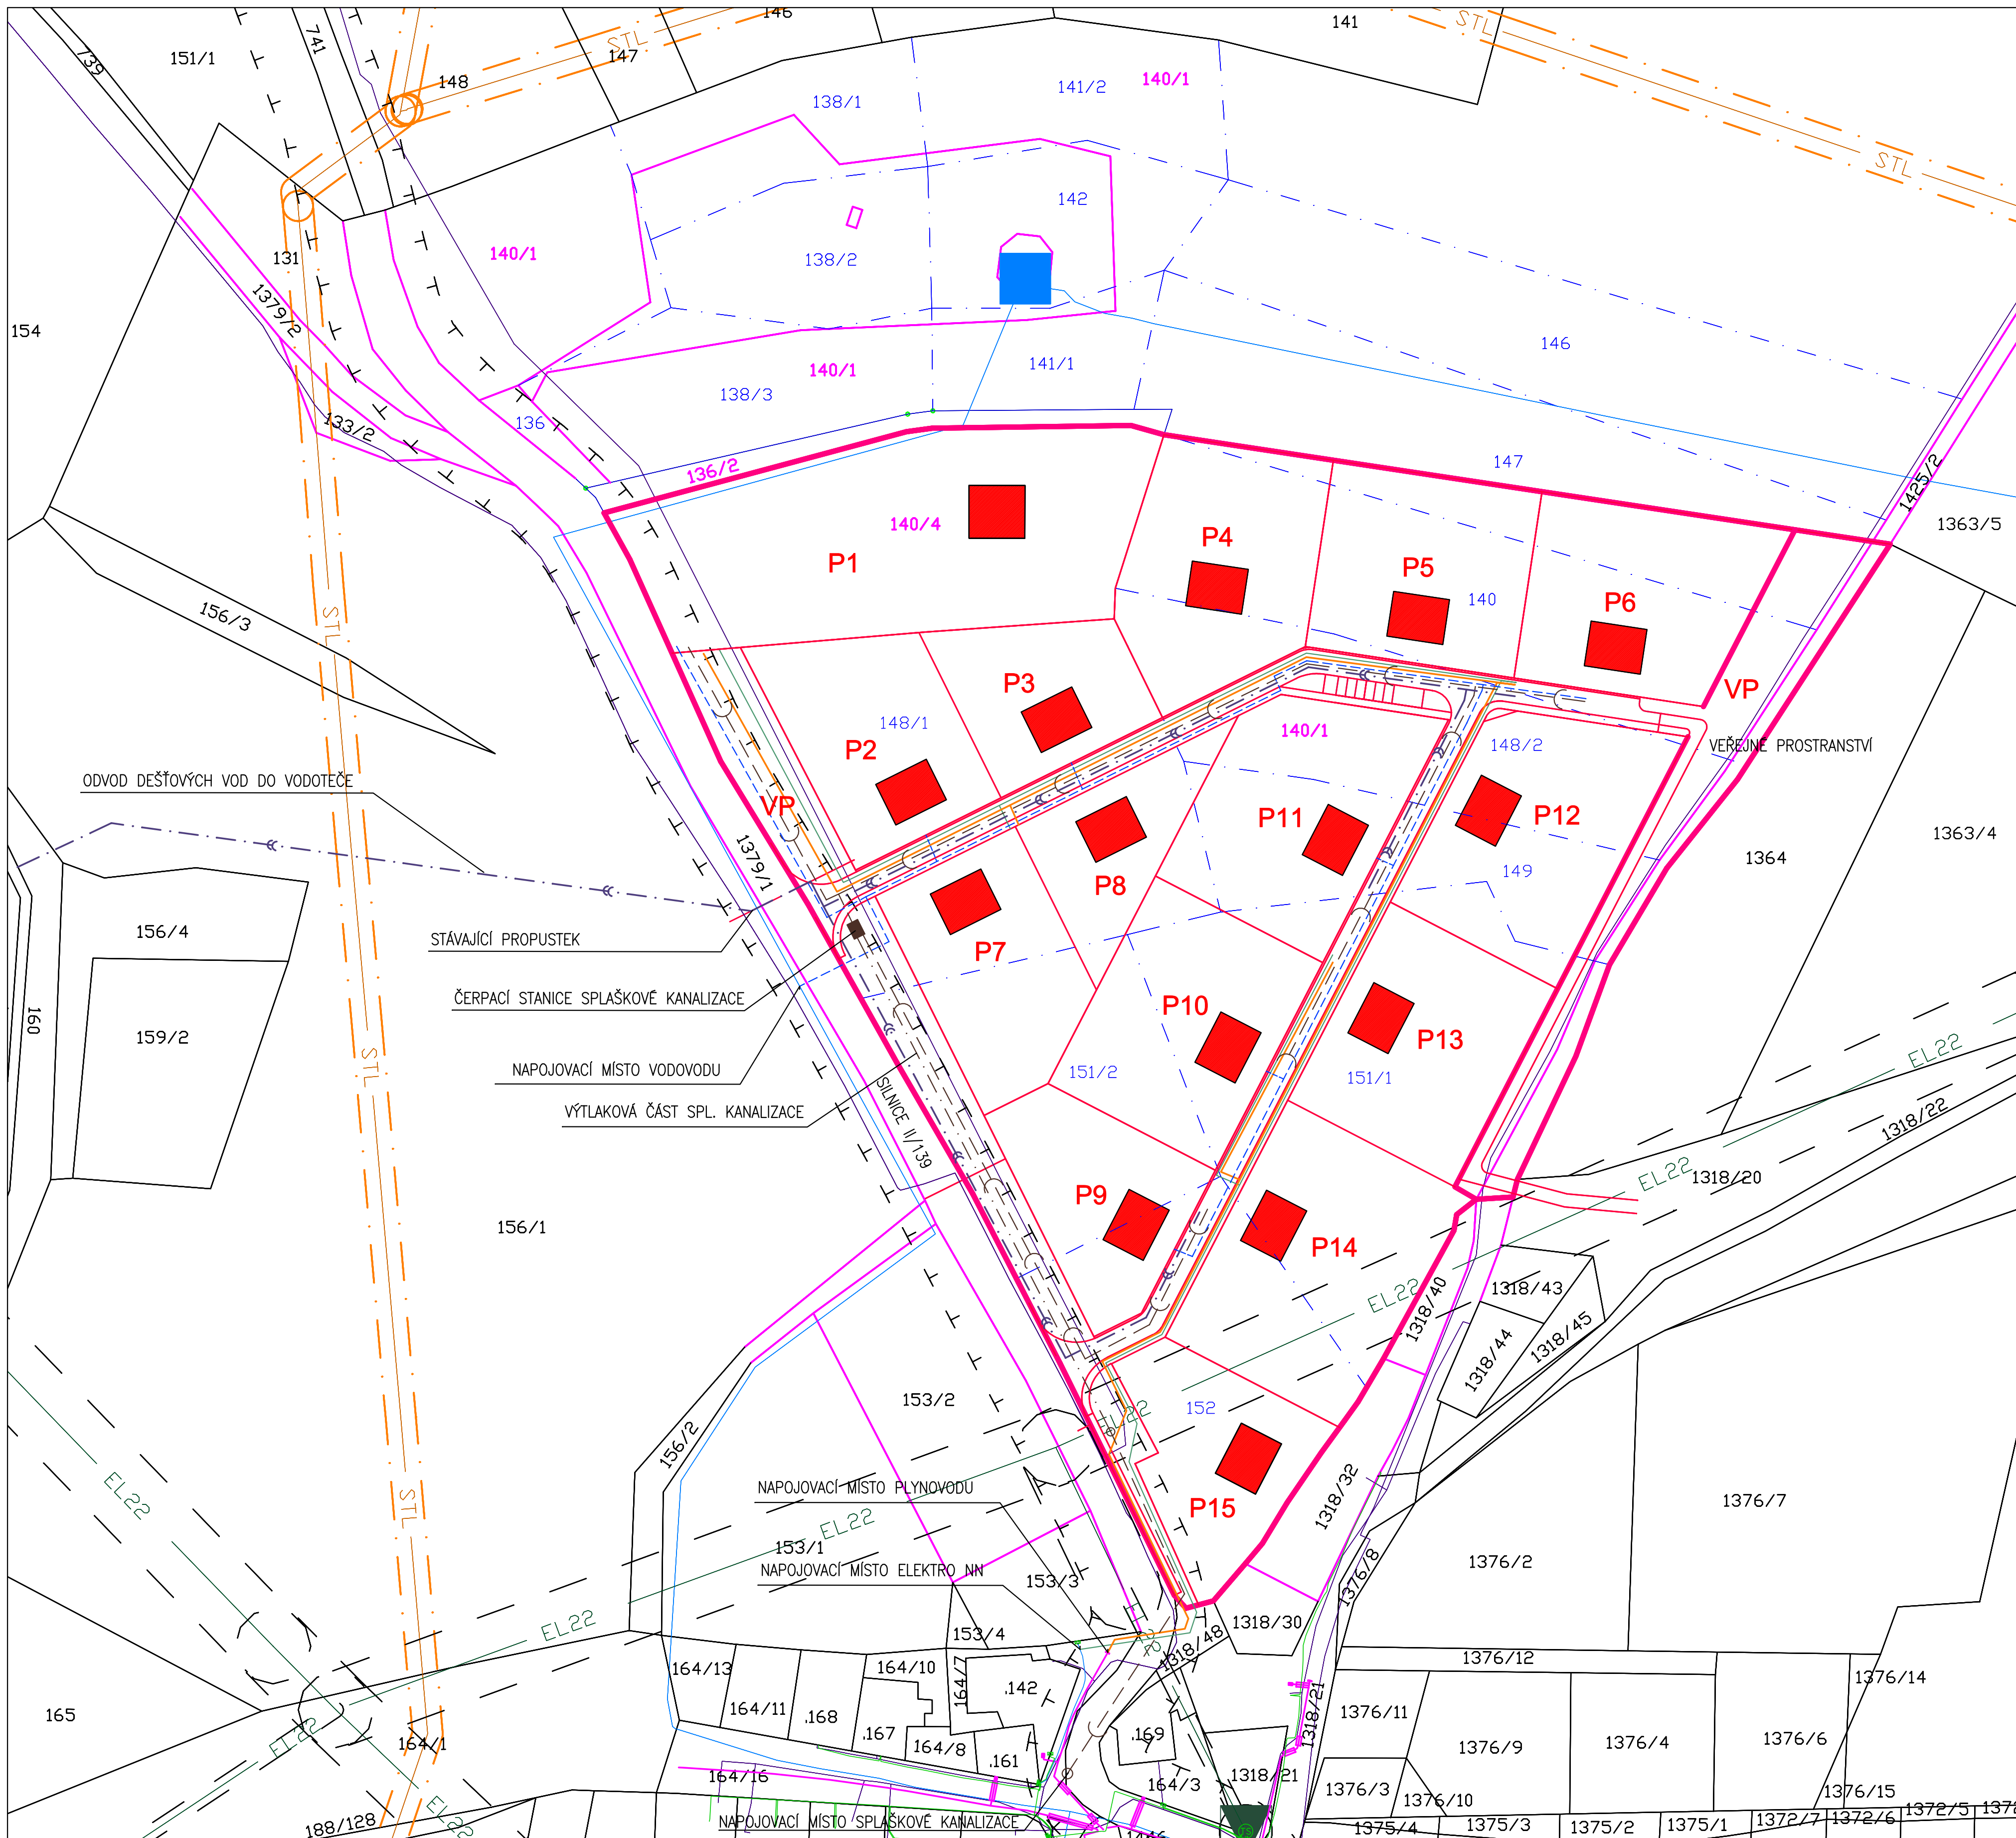 146
141
STL
STL
741
739
151/1
147
148
141/2
140/1
138/1
STL
142
140/1
131
138/2
1379/2
154
146
140/1
141/1
138/3
136
133/2
147
136/2
1425/2
140/4
1363/5
P1
P4
P5
140
P6
156/3
STL
P3
VP
148/1
P2
140/1
148/2
VEŘEJNÉ PROSTRANSTVÍ
ODVOD DEŠŤOVÝCH VOD DO VODOTEČE
VP
P11
P12
1363/4
1379/1
1364
149
P8
156/4
STÁVAJÍCÍ PROPUSTEK
P7
ČERPACÍ STANICE SPLAŠKOVÉ KANALIZACE
P10
160
159/2
P13
STL
EL22
NAPOJOVACÍ MÍSTO VODOVODU
151/2
151/1
VÝTLAKOVÁ ČÁST SPL. KANALIZACE
SILNICE II/139
1318/22
EL22
1318/20
P9
156/1
P14
1318/43
EL22
1318/40
1318/45
1318/44
153/2
152
EL22
156/2
NAPOJOVACÍ MÍSTO PLYNOVODU
P15
1318/32
1376/7
EL22
STL
EL22
153/1
1376/2
NAPOJOVACÍ MÍSTO ELEKTRO NN
153/3
1376/8
EL22
153/4
1318/30
1318/48
1376/12
164/13
164/10
164/7
1376/14
.142
164/11
.168
.167
164/8
.161
.169
1318/21
1376/11
165
EL22
164/1
1376/9
1376/4
1376/6
164/16
164/3
1318/21
1376/3
1376/10
1376/15
EL22
188/128
NAPOJOVACÍ MÍSTO SPLAŠKOVÉ KANALIZACE
1375/4
1375/3
1375/2
1375/1
1372/7
1372/6
1372/5